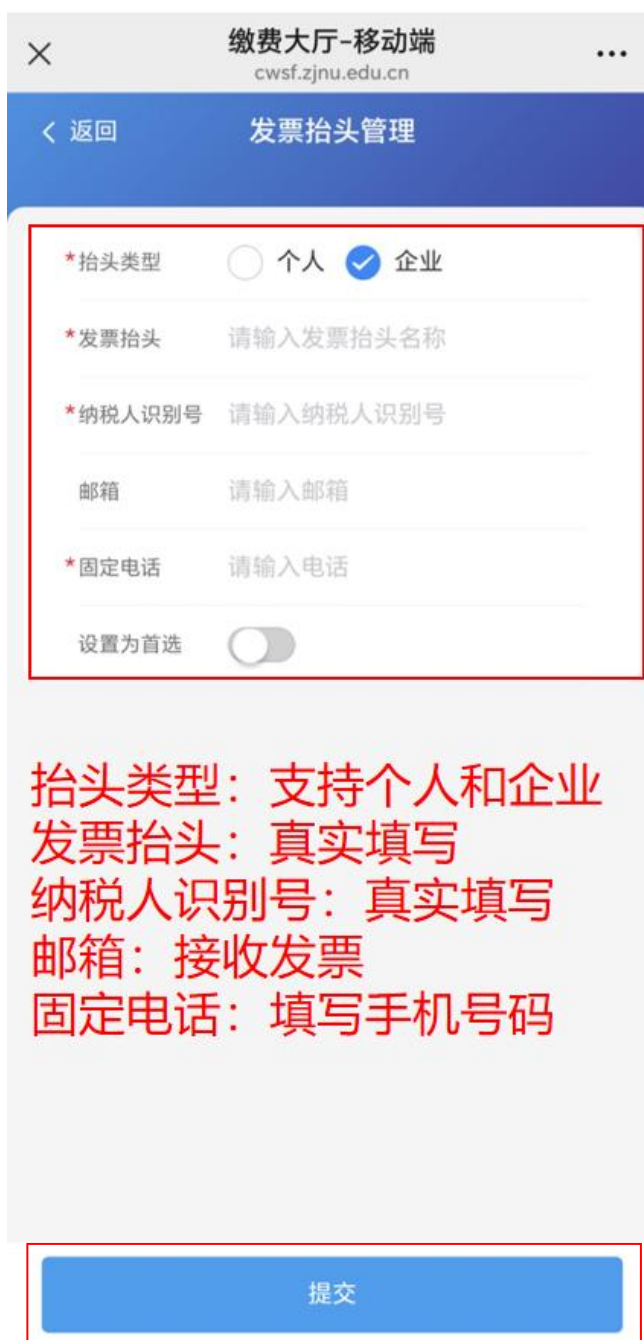 缴费大厅-移动端
cwsf.zjnu.edu.cn
返回 发票抬头管理
*抬头类型 个人 企业
*发票抬头 请输入发票抬头名称
*纳税人识别号 请输入纳税人识别号
邮箱 请输入邮箱
*固定电话 请输入电话
设置为首选
抬头类型：支持个人和企业
发票抬头：真实填写
纳税人识别号：真实填写
邮箱：接收发票
固定电话：填写手机号码
提交